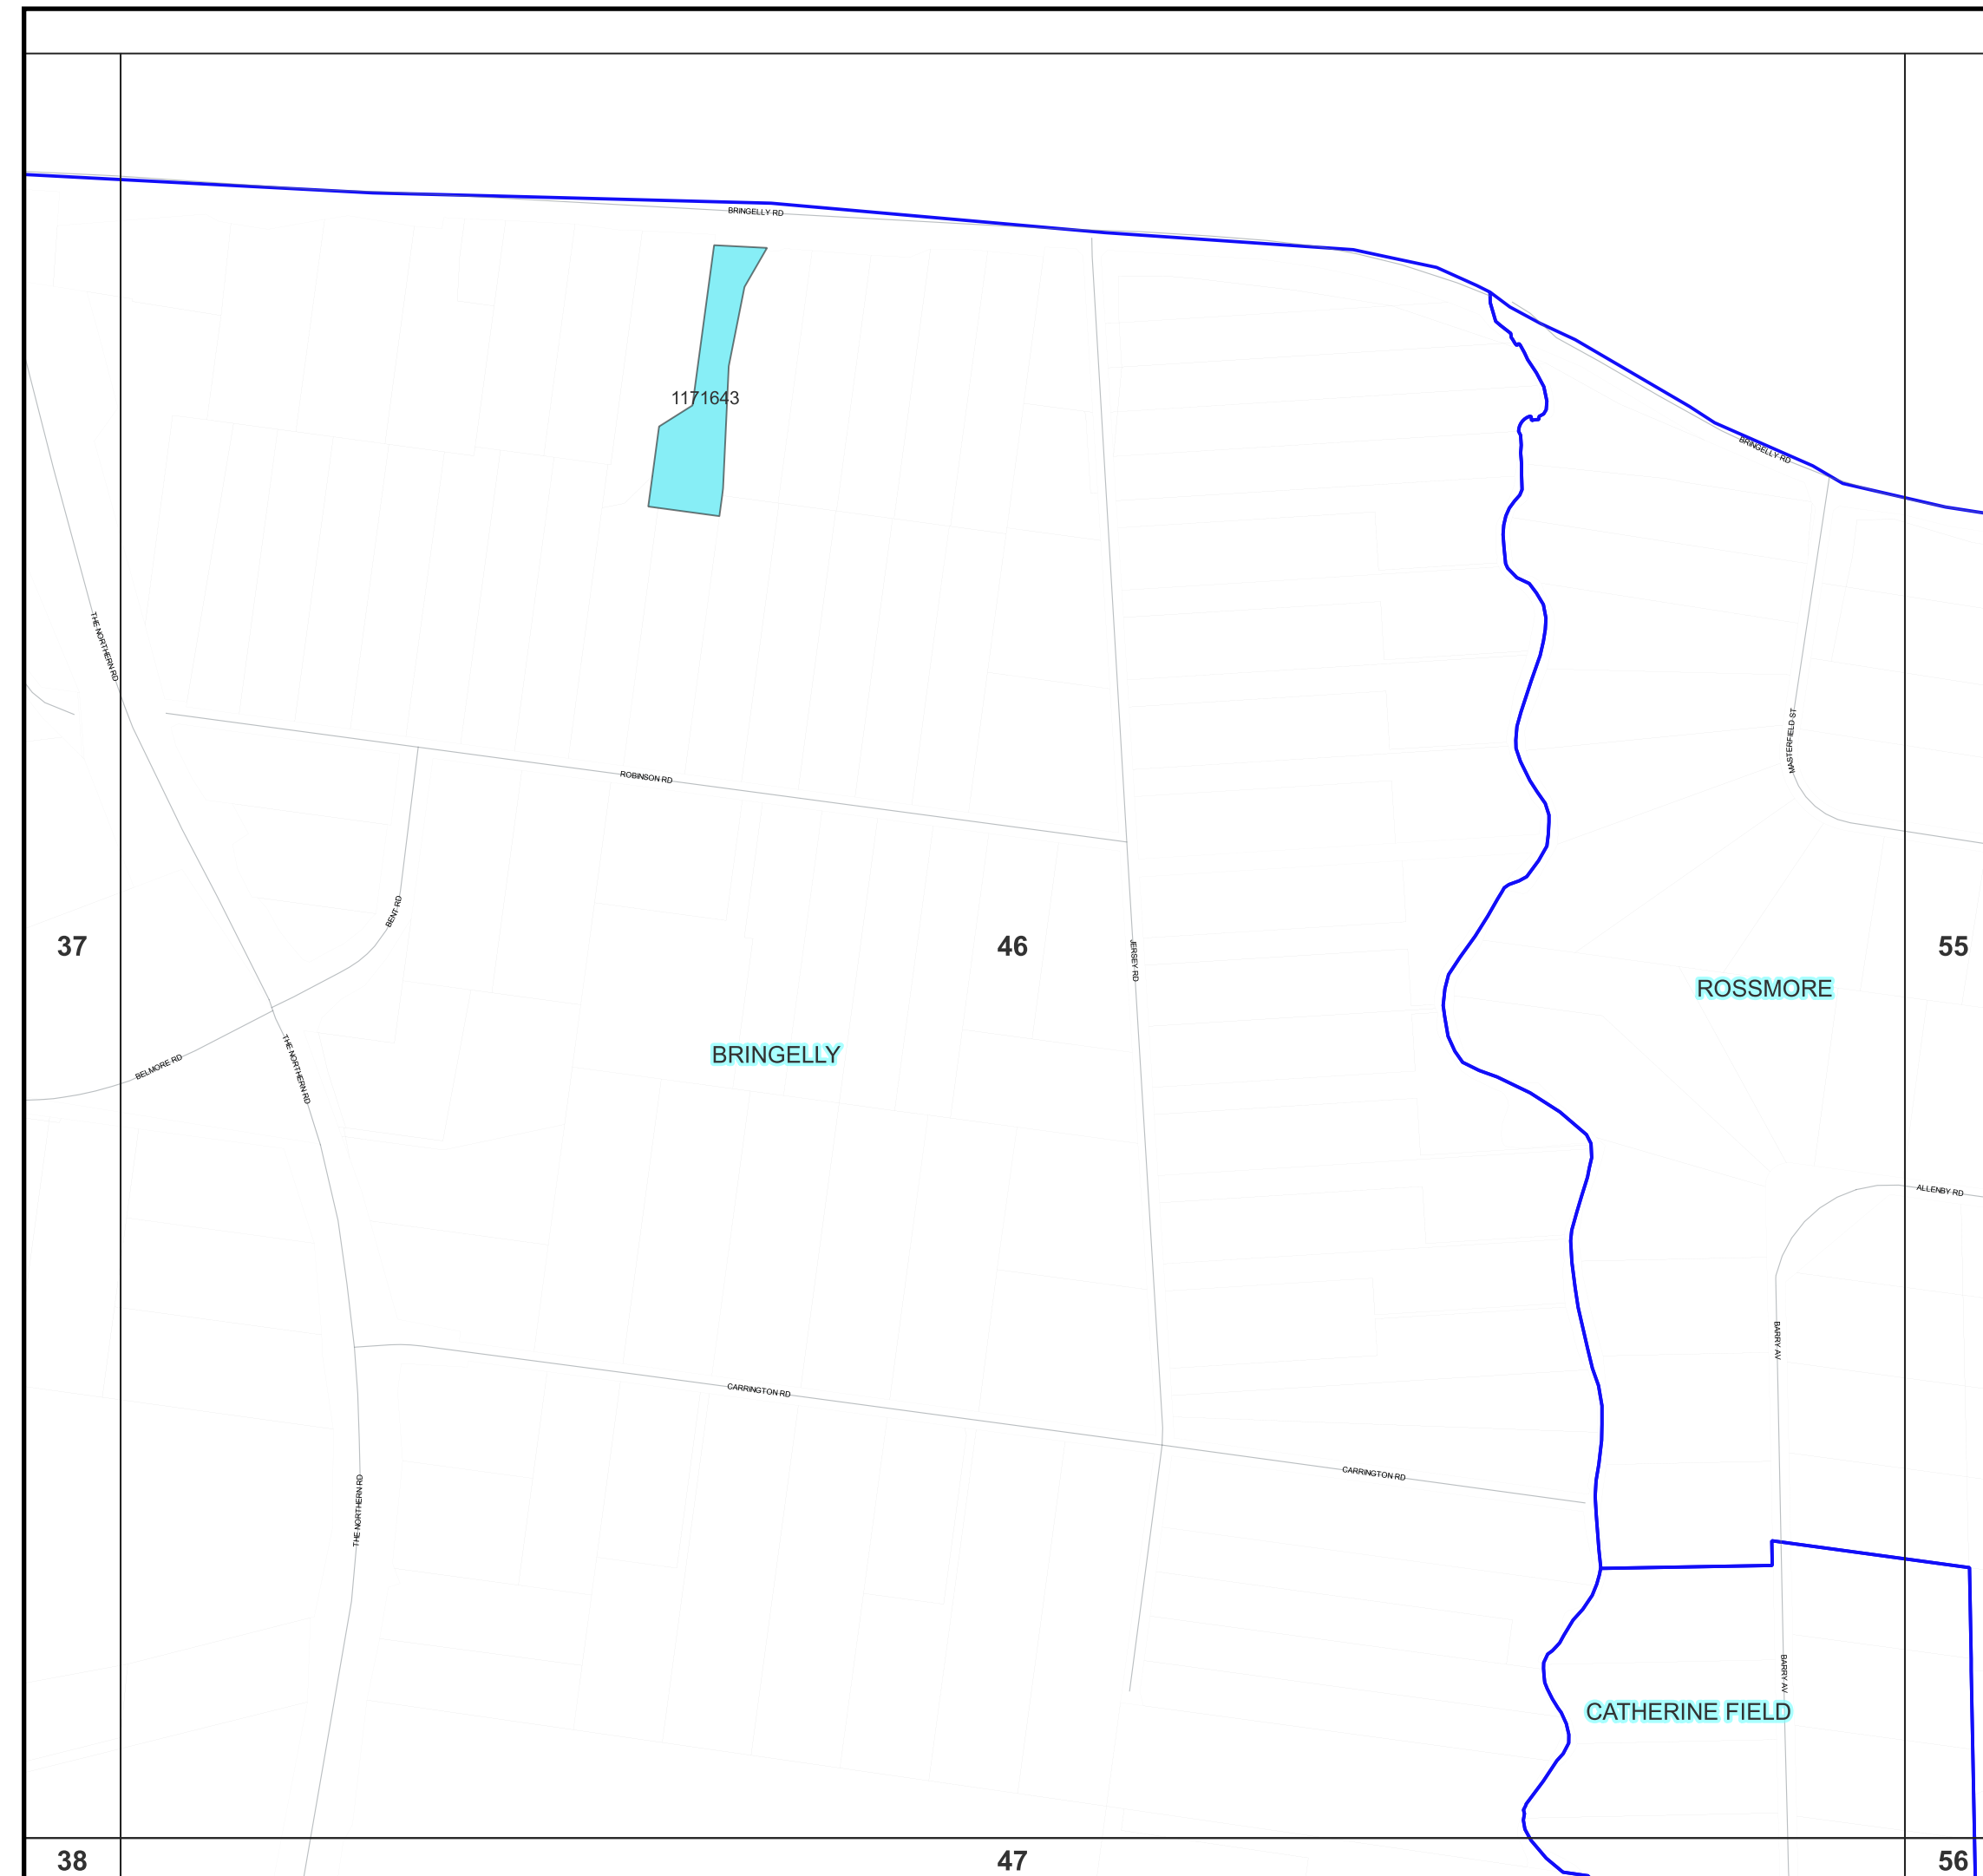 BRINGELLY RD
1171643
BRINGELLY RD
THE NORTHERN RD
MASTERFIELD ST
ROBINSON RD
BENT RD
37
46
JERSEY RD
55
ROSSMORE
BRINGELLY
BELMORE RD
THE NORTHERN RD
ALLENBY RD
BARRY AV
CARRINGTON RD
CARRINGTON RD
THE NORTHERN RD
BARRY AV
CATHERINE FIELD
38
47
56